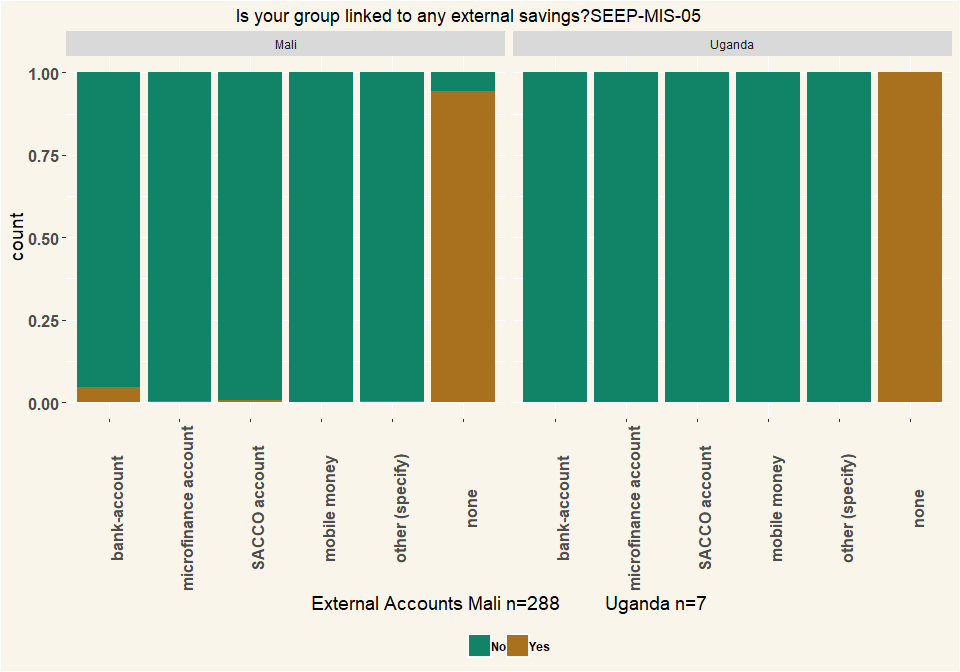 Is your group linked to any external savings?SEEP-MIS-05
Mali
Uganda
count
1.00
0.75
0.50
0.25
0.00
bank-account
microfinance account
SACCO account
mobile money
other (specify)
none
bank-account
microfinance account
SACCO account
mobile money
other (specify)
none
External Accounts Mali n=288 Uganda n=7
No Yes